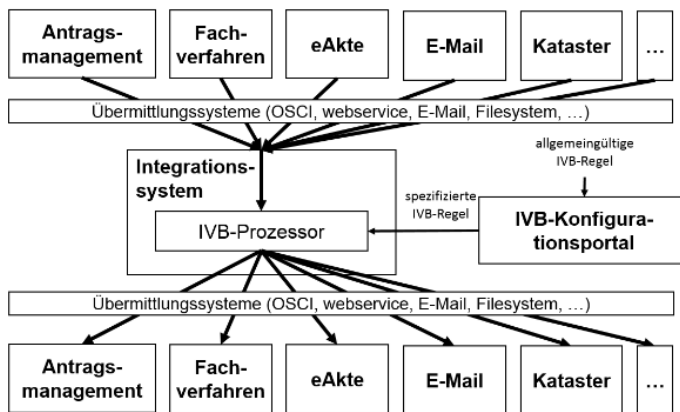 Antrags-
management
Fach-
verfahren
eAkte
E-Mail
Kataster
...
Übermittlungssysteme (OSCI, webservice, E-Mail, Filesystem, ...)
Integrations-
system
allgemeingültige
IVB-Regel
IVB-Prozessor
spezifizierte
IVB-Regel
IVB-Konfigura-
tionsportal
Übermittlungssysteme (OSCI, webservice, E-Mail, Filesystem, ...)
Antrags-
management
Fach-
verfahren
eAkte
E-Mail
Kataster
...